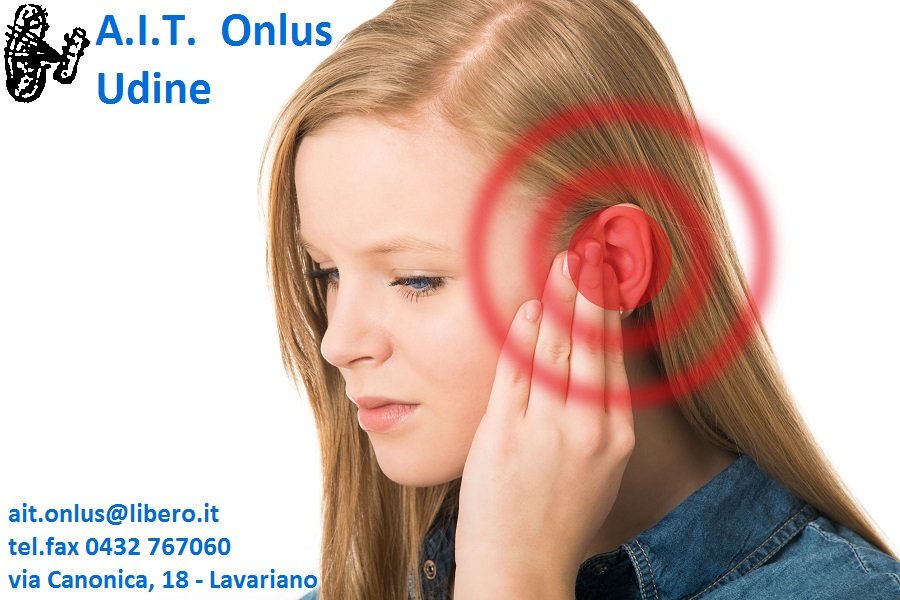 A.I.T. Onlus
Udine
ait.onlus@libero.it
tel.fax 0432 767060
via Canonica, 18 - Lavariano